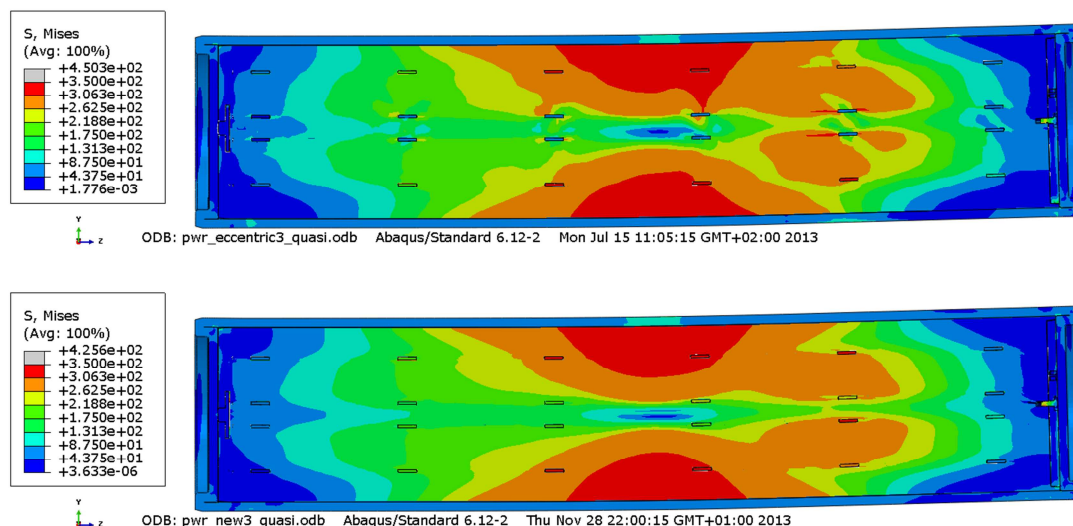 S, Mises
(Avg: 100%)
+4.503e+02
+3.500e+02
+3.063e+02
+2.625e+02
+2.188e+02
+1.750e+02
+1.313e+02
+8.750e+01
+4.375e+01
+1.776e-03
Y
Z
ODB: pwr_eccentric3_quasi.odb Abaqus/Standard 6.12-2 Mon Jul 15 11:05:15 GMT+02:00 2013
S, Mises
(Avg: 100%)
+4.256e+02
+3.500e+02
+3.063e+02
+2.625e+02
+2.188e+02
+1.750e+02
+1.313e+02
+8.750e+01
+4.375e+01
+3.633e-06
Y
Z
ODB: pwr_new3_quasi.odb Abaqus/Standard 6.12-2 Thu Nov 28 22:00:15 GMT+01:00 2013